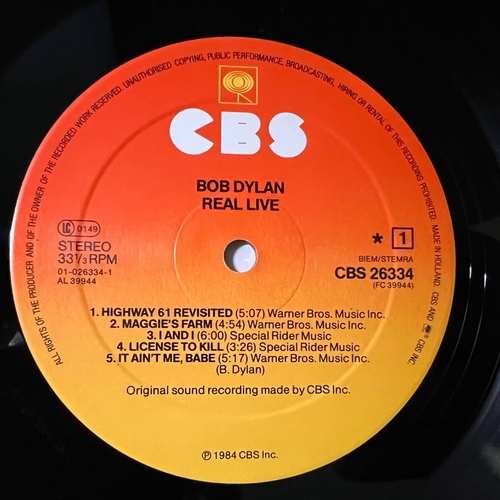 ALL RIGHTS OF THE PRODUCER AND OF THE OWNER OF THE RECORDED WORK RESERVED. UNAUTHORISED COPYING, PUBLIC PERFORMANCE, BROADCASTING, HIRING OR RENTAL OF THIS RECORDING PROHIBITED. MADE IN HOLLAND. CBS AND
CBS INC.
CBS
BOB DYLAN
REAL LIVE
LC 0149
STEREO
33⅓ RPM
01-026334-1
AL 39944
* 1
BIEM/STEMRA
CBS 26334
(FC 39944)
1. HIGHWAY 61 REVISITED (5:07) Warner Bros. Music Inc.
2. MAGGIE'S FARM (4:54) Warner Bros. Music Inc.
3. I AND I (6:00) Special Rider Music
4. LICENSE TO KILL (3:26) Special Rider Music
5. IT AIN'T ME, BABE (5:17) Warner Bros. Music Inc.
(B. Dylan)
Original sound recording made by CBS Inc.
Ⓟ 1984 CBS Inc.